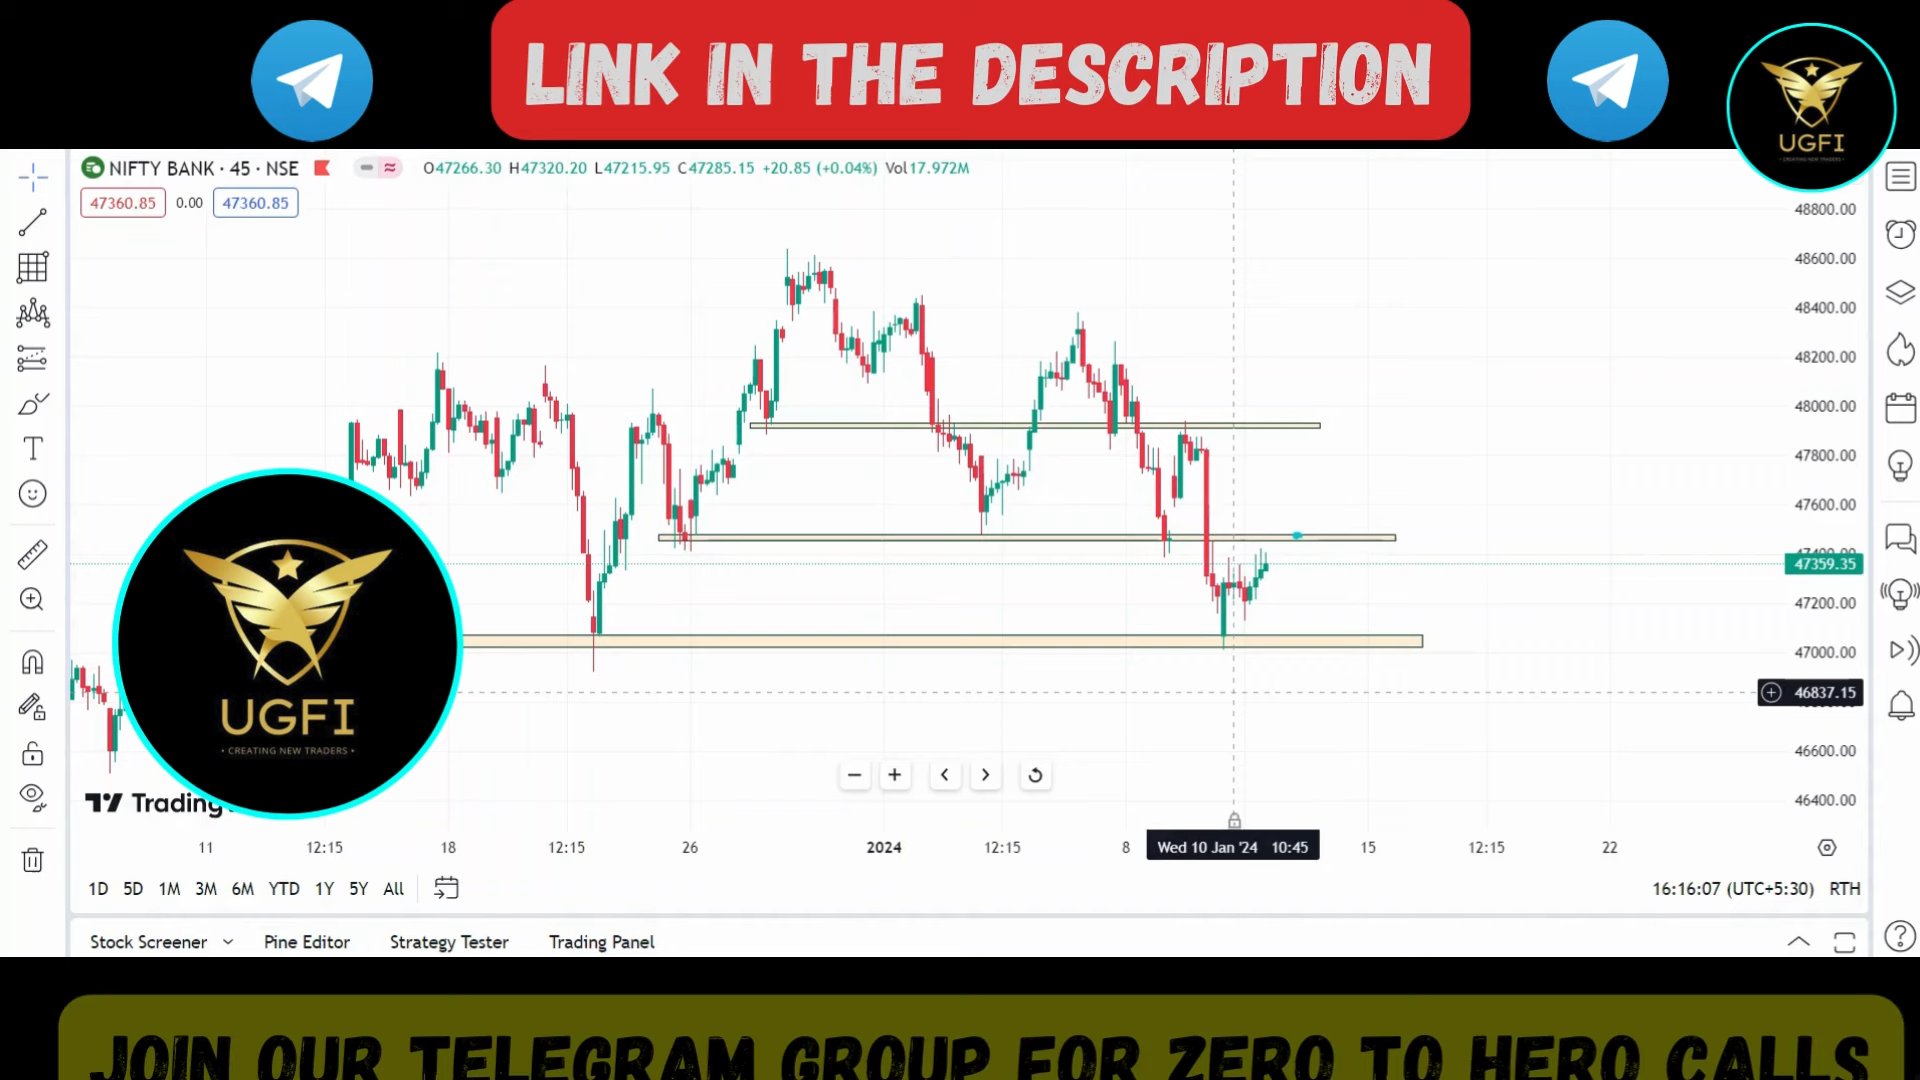 LINK IN THE DESCRIPTION
UGFI
NIFTY BANK · 45 · NSE
O47266.30 H47320.20 L47215.95 C47285.15 +20.85 (+0.04%) Vol17.972M
47360.85 0.00 47360.85
48800.00
48600.00
48400.00
48200.00
48000.00
47800.00
47600.00
47400.00
47359.35
47200.00
47000.00
46837.15
46600.00
46400.00
UGFI
• CREATING NEW TRADERS •
Trading
11 12:15 18 12:15 26 2024 12:15 8 Wed 10 Jan '24 10:45 15 12:15 22
1D 5D 1M 3M 6M YTD 1Y 5Y All 16:16:07 (UTC+5:30) RTH
Stock Screener Pine Editor Strategy Tester Trading Panel
JOIN OUR TELEGRAM GROUP FOR ZERO TO HERO CALLS